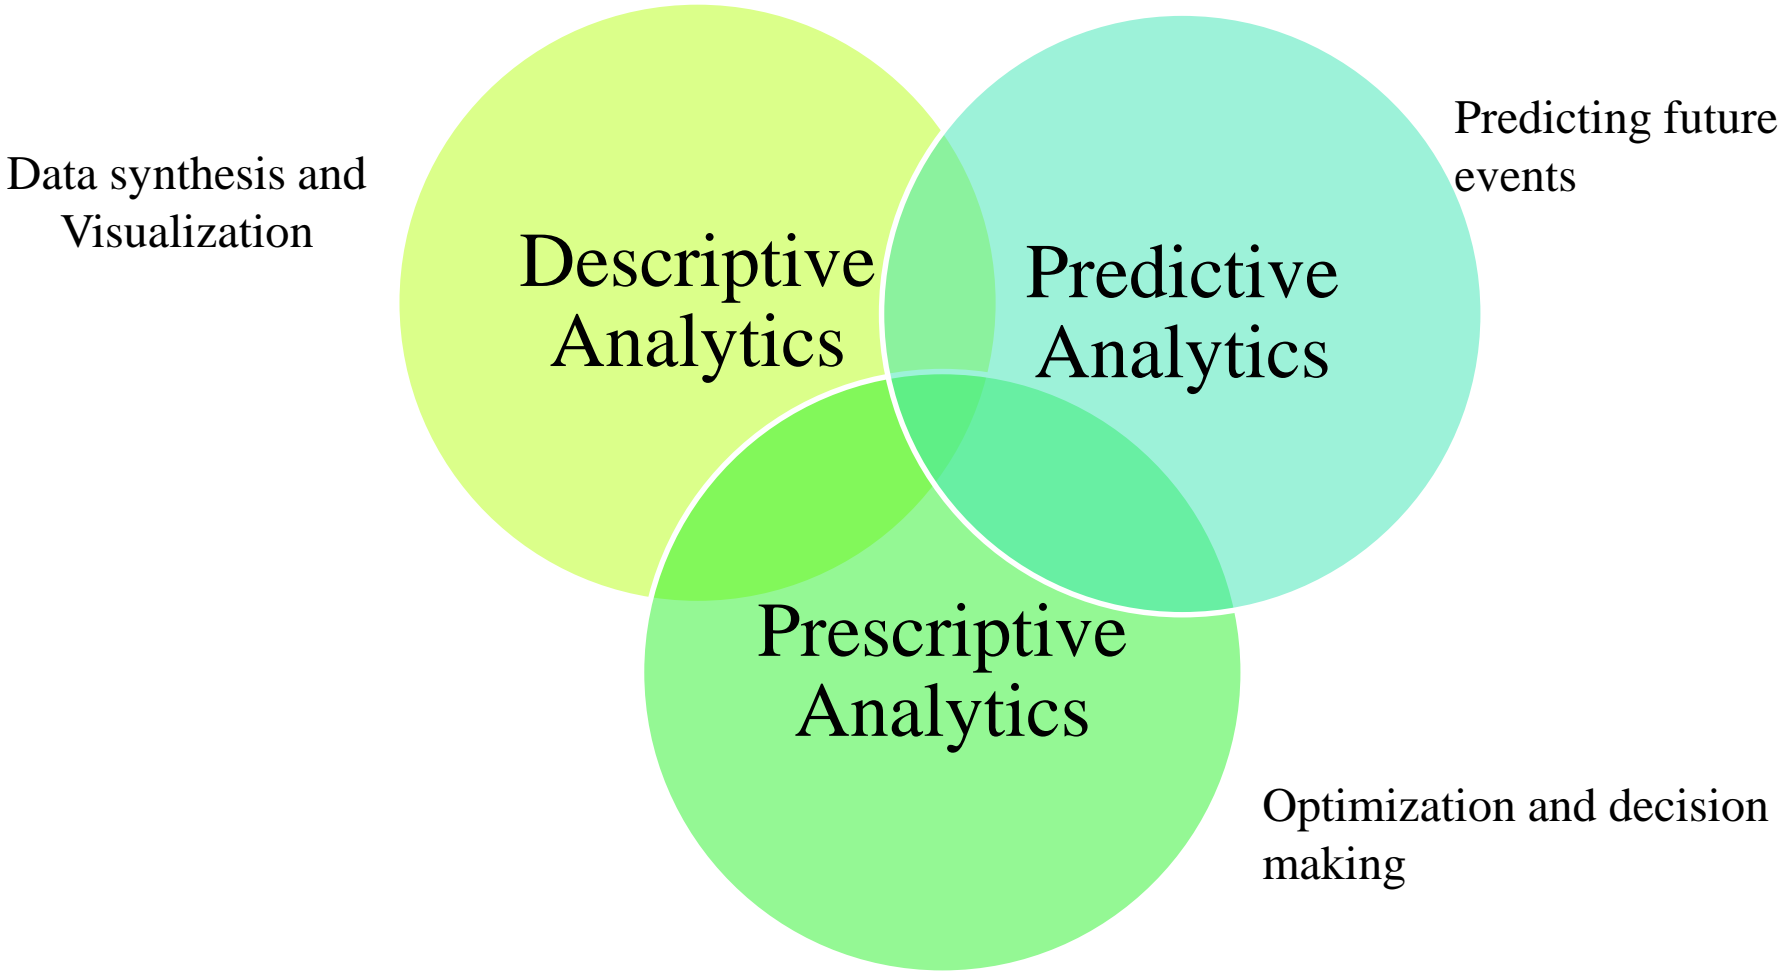 Data synthesis and
Visualization
Descriptive
Analytics
Predictive
Analytics
Predicting future
events
Prescriptive
Analytics
Optimization and decision
making